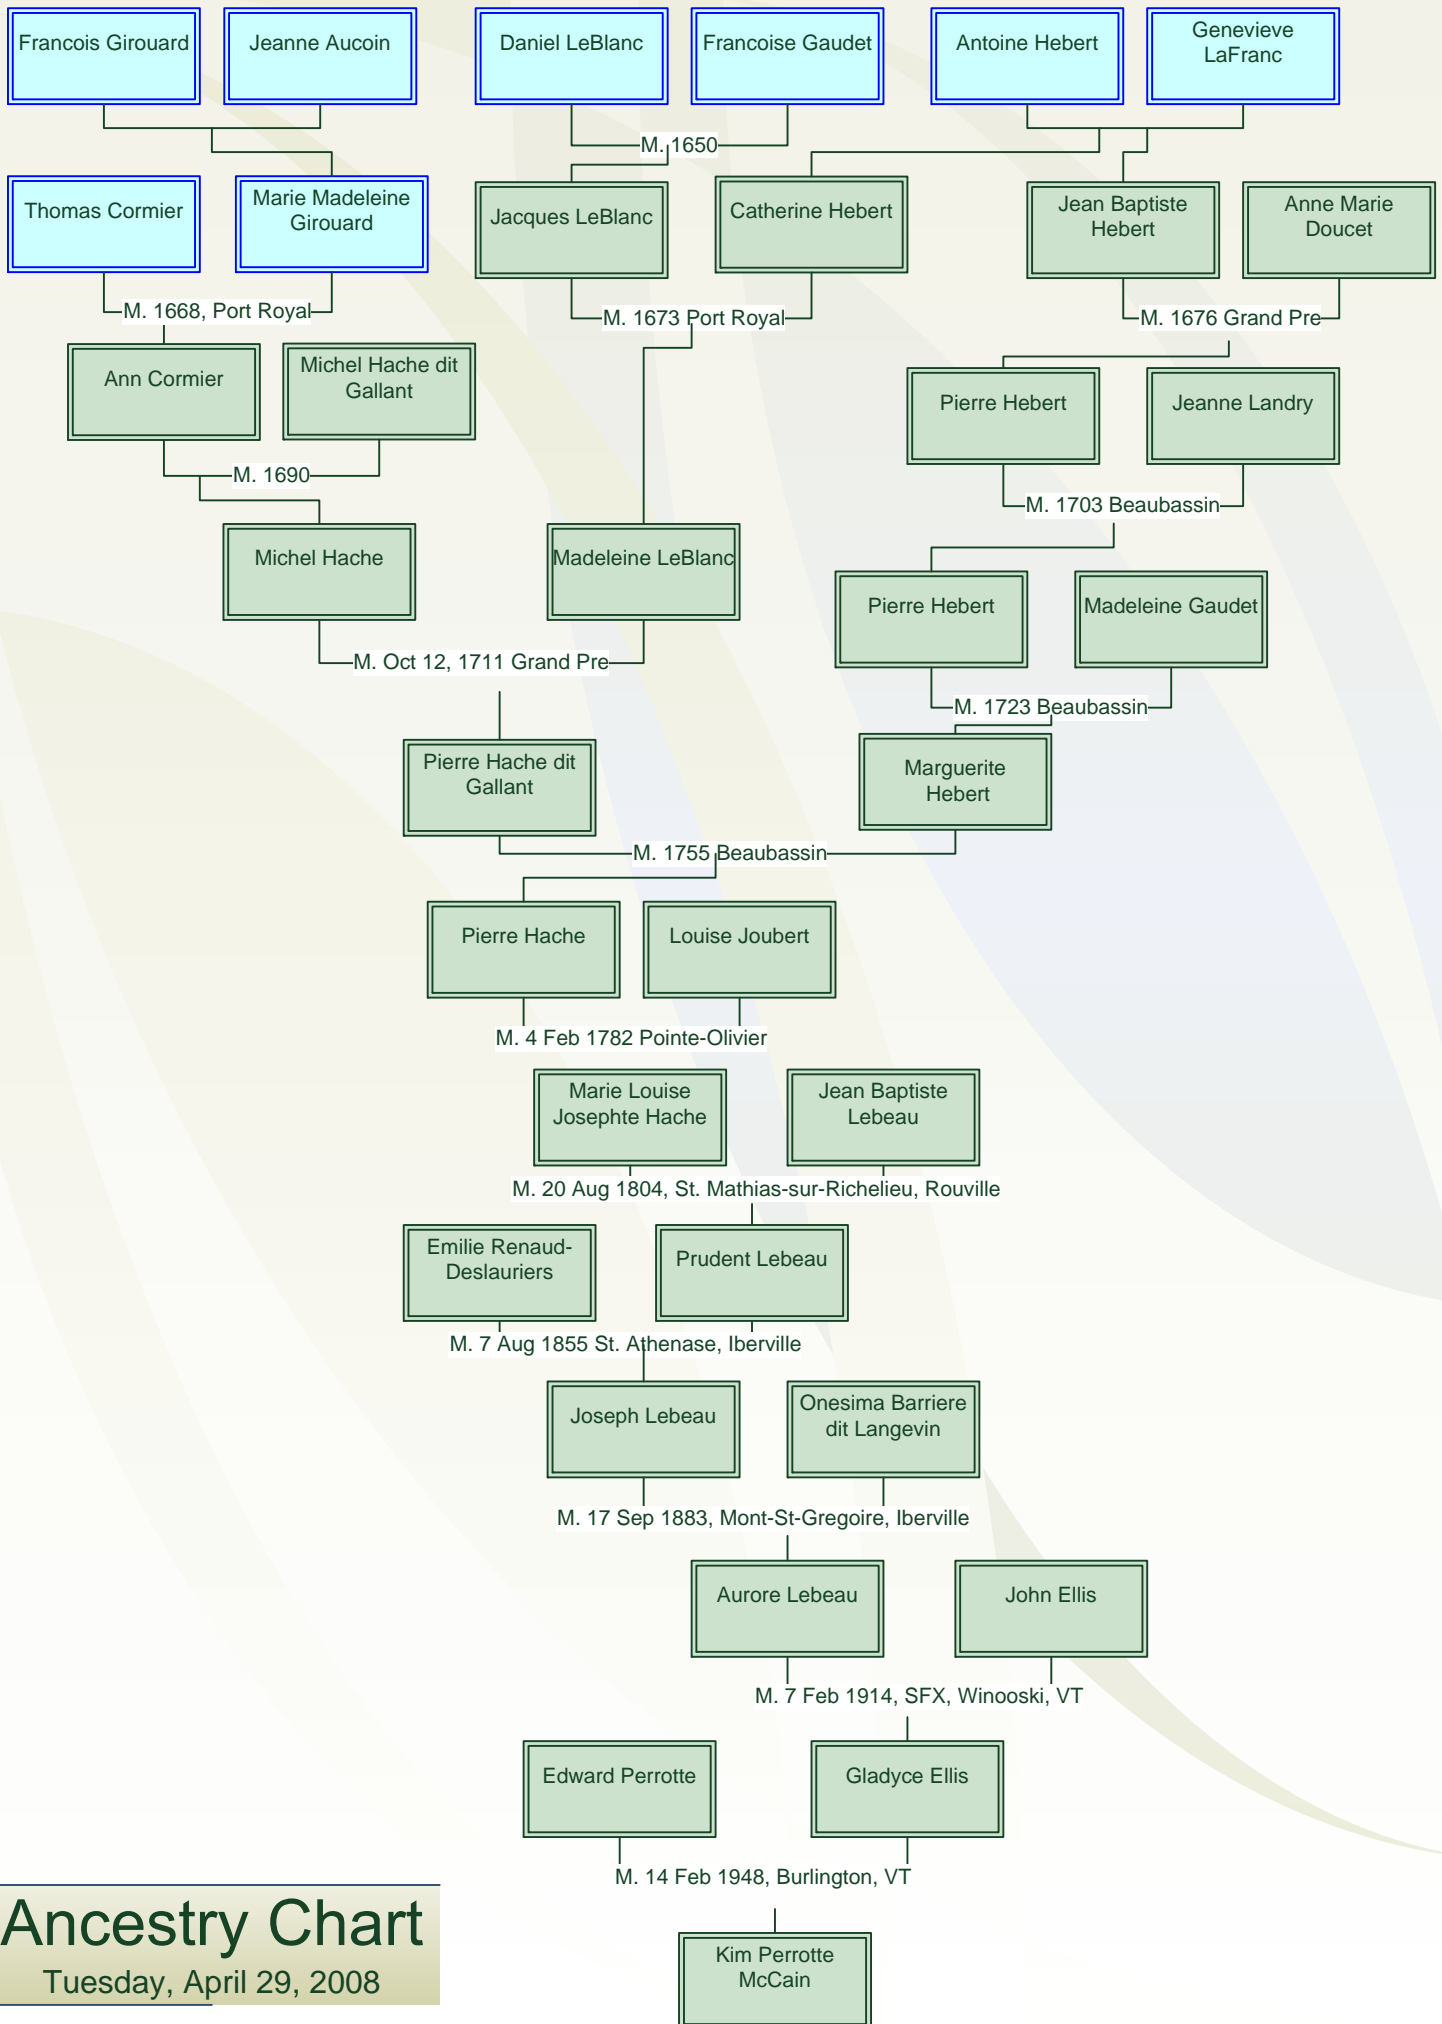 Francois Girouard
Jeanne Aucoin
Daniel LeBlanc
Francoise Gaudet
Antoine Hebert
Genevieve
LaFranc
M. 1650
Thomas Cormier
Marie Madeleine
Girouard
Jacques LeBlanc
Catherine Hebert
Jean Baptiste
Hebert
Anne Marie
Doucet
M. 1668, Port Royal
M. 1673 Port Royal
M. 1676 Grand Pre
Ann Cormier
Michel Hache dit
Gallant
Pierre Hebert
Jeanne Landry
M. 1690
M. 1703 Beaubassin
Michel Hache
Madeleine LeBlanc
Pierre Hebert
Madeleine Gaudet
M. Oct 12, 1711 Grand Pre
M. 1723 Beaubassin
Pierre Hache dit
Gallant
Marguerite
Hebert
M. 1755 Beaubassin
Pierre Hache
Louise Joubert
M. 4 Feb 1782 Pointe-Olivier
Marie Louise
Josephte Hache
Jean Baptiste
Lebeau
M. 20 Aug 1804, St. Mathias-sur-Richelieu, Rouville
Emilie Renaud-
Deslauriers
Prudent Lebeau
M. 7 Aug 1855 St. Athenase, Iberville
Joseph Lebeau
Onesima Barriere
dit Langevin
M. 17 Sep 1883, Mont-St-Gregoire, Iberville
Aurore Lebeau
John Ellis
M. 7 Feb 1914, SFX, Winooski, VT
Edward Perrotte
Gladyce Ellis
M. 14 Feb 1948, Burlington, VT
Kim Perrotte
McCain
Ancestry Chart
Tuesday, April 29, 2008